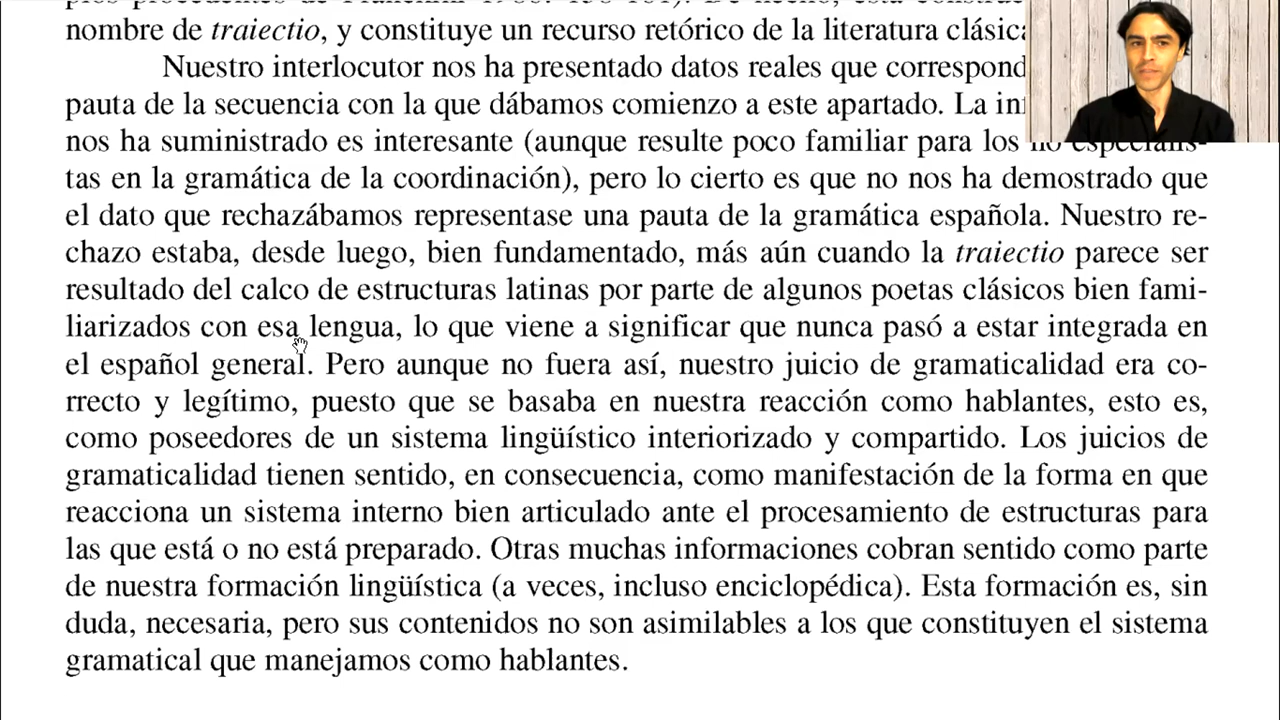 nombre de traiectio, y constituye un recurso retórico de la literatura clásica
Nuestro interlocutor nos ha presentado datos reales que
pauta de la secuencia con la que dábamos comienzo a este apartado. La
nos ha suministrado es interesante (aunque resulte poco familiar para los no especialis-
tas en la gramática de la coordinación), pero lo cierto es que no nos ha demostrado que
el dato que rechazábamos representase una pauta de la gramática española. Nuestro re-
chazo estaba, desde luego, bien fundamentado, más aún cuando la traiectio parece ser
resultado del calco de estructuras latinas por parte de algunos poetas clásicos bien fami-
liarizados con esa lengua, lo que viene a significar que nunca pasó a estar integrada en
el español general. Pero aunque no fuera así, nuestro juicio de gramaticalidad era co-
rrecto y legítimo, puesto que se basaba en nuestra reacción como hablantes, esto es,
como poseedores de un sistema lingüístico interiorizado y compartido. Los juicios de
gramaticalidad tienen sentido, en consecuencia, como manifestación de la forma en que
reacciona un sistema interno bien articulado ante el procesamiento de estructuras para
las que está o no está preparado. Otras muchas informaciones cobran sentido como parte
de nuestra formación lingüística (a veces, incluso enciclopédica). Esta formación es, sin
duda, necesaria, pero sus contenidos no son asimilables a los que constituyen el sistema
gramatical que manejamos como hablantes.